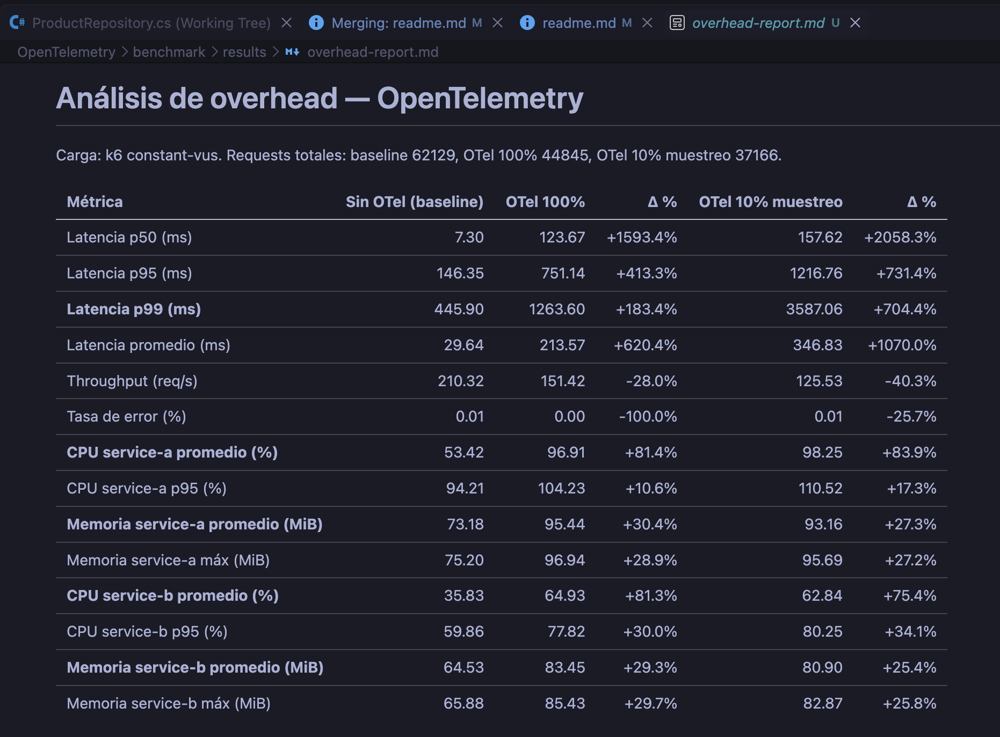 ProductRepository.cs (Working Tree) Merging: readme.md M readme.md M overhead-report.md U
OpenTelemetry > benchmark > results > overhead-report.md
Análisis de overhead — OpenTelemetry
Carga: k6 constant-vus. Requests totales: baseline 62129, OTel 100% 44845, OTel 10% muestreo 37166.
Métrica Sin OTel (baseline) OTel 100% Δ % OTel 10% muestreo Δ %
Latencia p50 (ms) 7.30 123.67 +1593.4% 157.62 +2058.3%
Latencia p95 (ms) 146.35 751.14 +413.3% 1216.76 +731.4%
Latencia p99 (ms) 445.90 1263.60 +183.4% 3587.06 +704.4%
Latencia promedio (ms) 29.64 213.57 +620.4% 346.83 +1070.0%
Throughput (req/s) 210.32 151.42 -28.0% 125.53 -40.3%
Tasa de error (%) 0.01 0.00 -100.0% 0.01 -25.7%
CPU service-a promedio (%) 53.42 96.91 +81.4% 98.25 +83.9%
CPU service-a p95 (%) 94.21 104.23 +10.6% 110.52 +17.3%
Memoria service-a promedio (MiB) 73.18 95.44 +30.4% 93.16 +27.3%
Memoria service-a máx (MiB) 75.20 96.94 +28.9% 95.69 +27.2%
CPU service-b promedio (%) 35.83 64.93 +81.3% 62.84 +75.4%
CPU service-b p95 (%) 59.86 77.82 +30.0% 80.25 +34.1%
Memoria service-b promedio (MiB) 64.53 83.45 +29.3% 80.90 +25.4%
Memoria service-b máx (MiB) 65.88 85.43 +29.7% 82.87 +25.8%